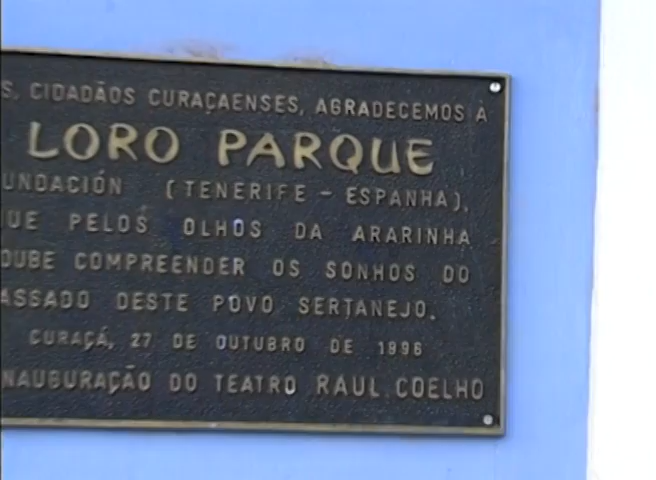 S, CIDADÃOS CURAÇAENSES, AGRADECEMOS À
LORO PARQUE
UNDACIÓN (TENERIFE - ESPANHA),
UE PELOS OLHOS DA ARARINHA
OUBE COMPREENDER OS SONHOS DO
ASSADO DESTE POVO SERTANEJO.
CURAÇÁ, 27 DE OUTUBRO DE 1996
NAUGURAÇÃO DO TEATRO RAUL COELHO